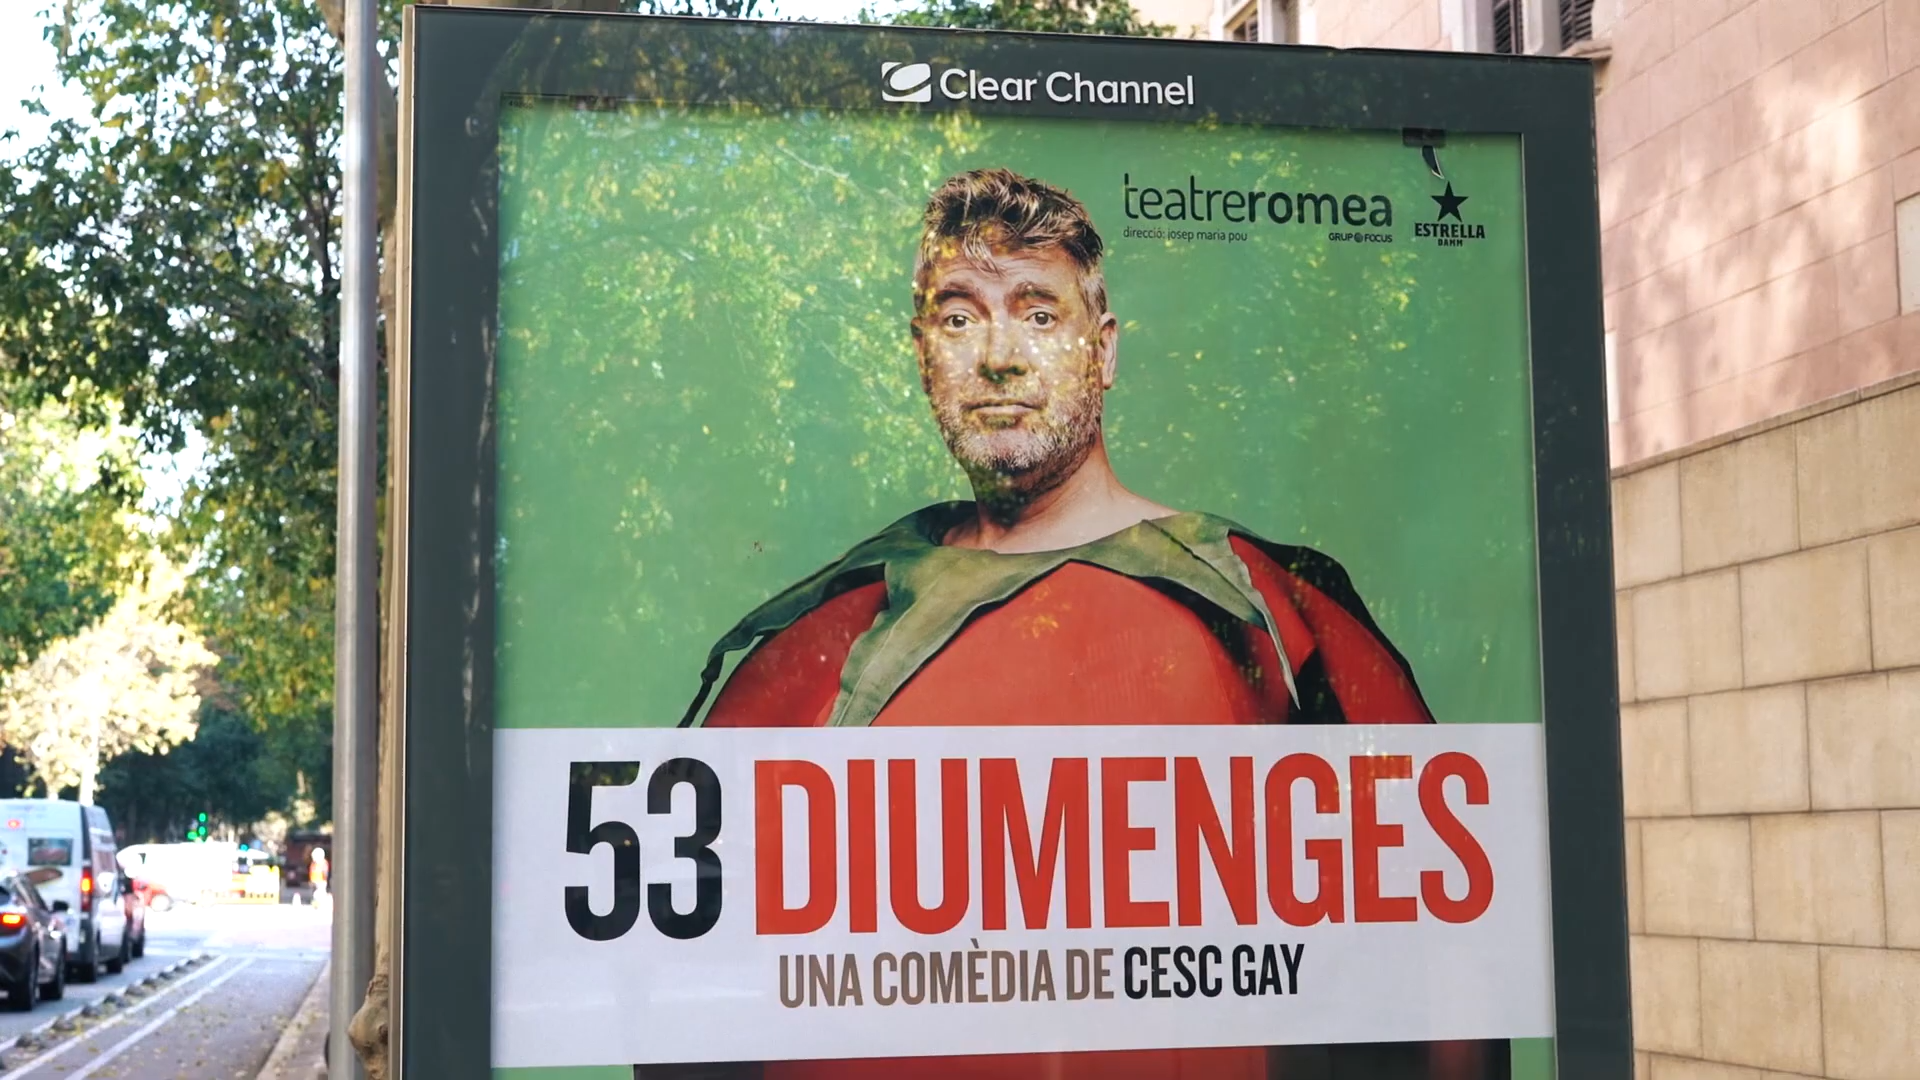 Clear Channel
teatreromea
direcció: josep maria pou
GRUP FOCUS
ESTRELLA
DAMM
53 DIUMENGES
UNA COMÈDIA DE CESC GAY